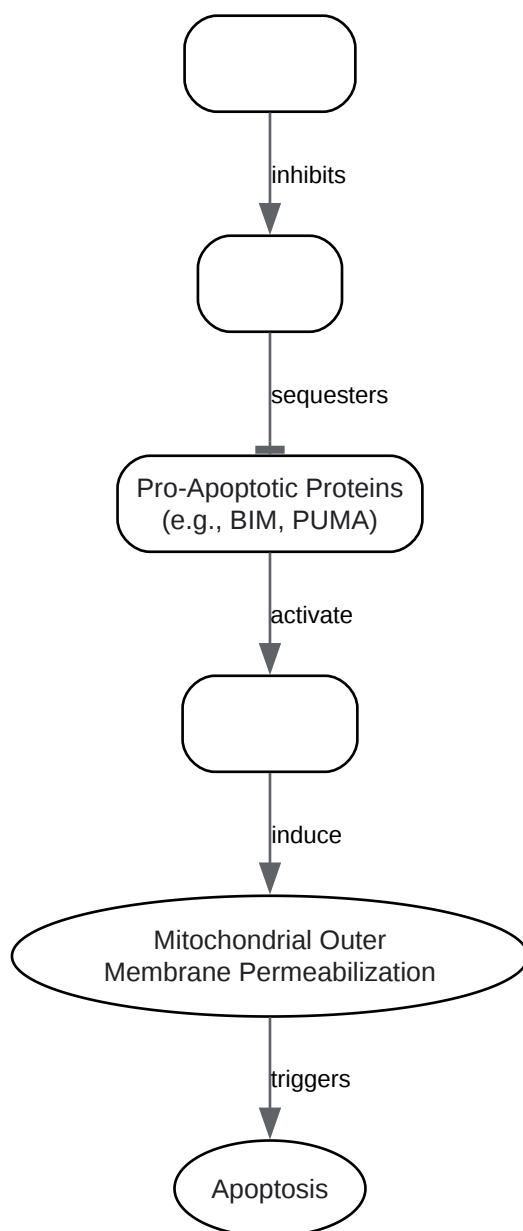 inhibits
sequesters
Pro-Apoptotic Proteins
(e.g., BIM, PUMA)
activate
induce
Mitochondrial Outer
Membrane Permeabilization
triggers
Apoptosis